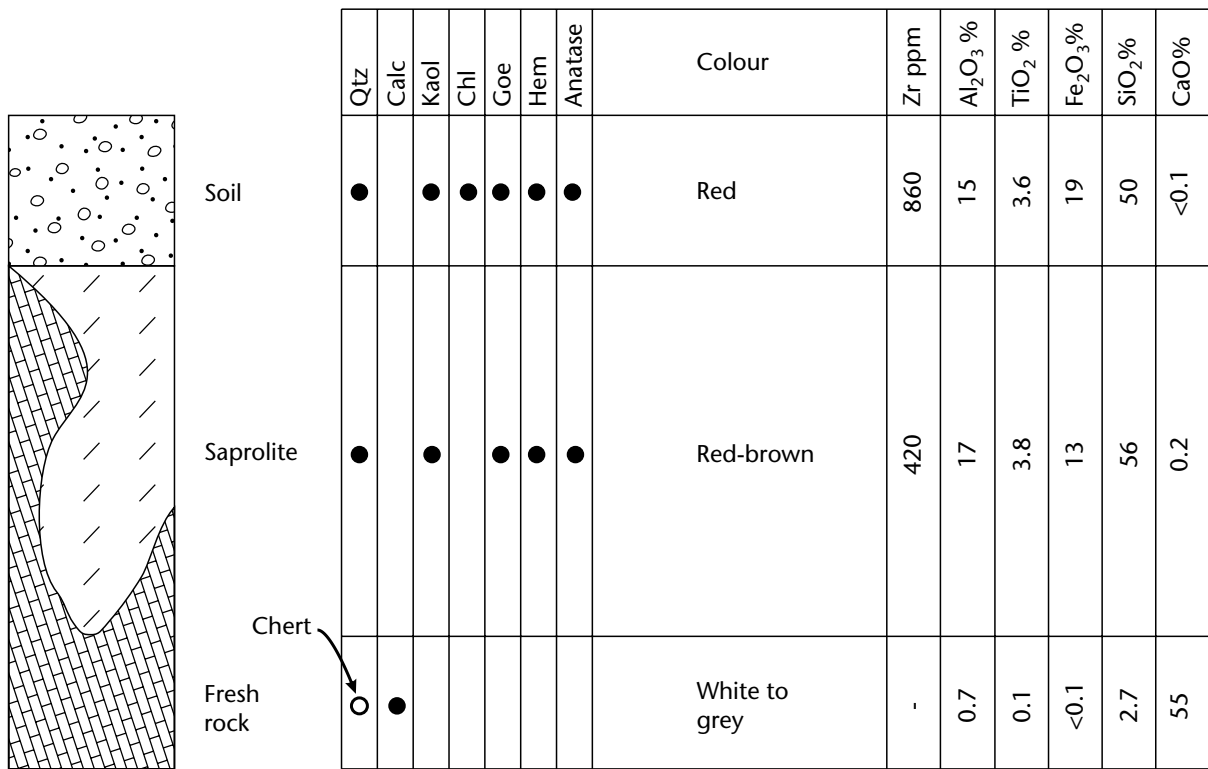 Qtz
Calc
Kaol
Chl
Goe
Hem
Anatase
Colour
Zr ppm
Al₂O₃ %
TiO₂ %
Fe₂O₃%
SiO₂%
CaO%
Soil
Red
860
15
3.6
19
50
<0.1
Saprolite
Red-brown
420
17
3.8
13
56
0.2
Chert
Fresh
rock
White to
grey
-
0.7
0.1
<0.1
2.7
55